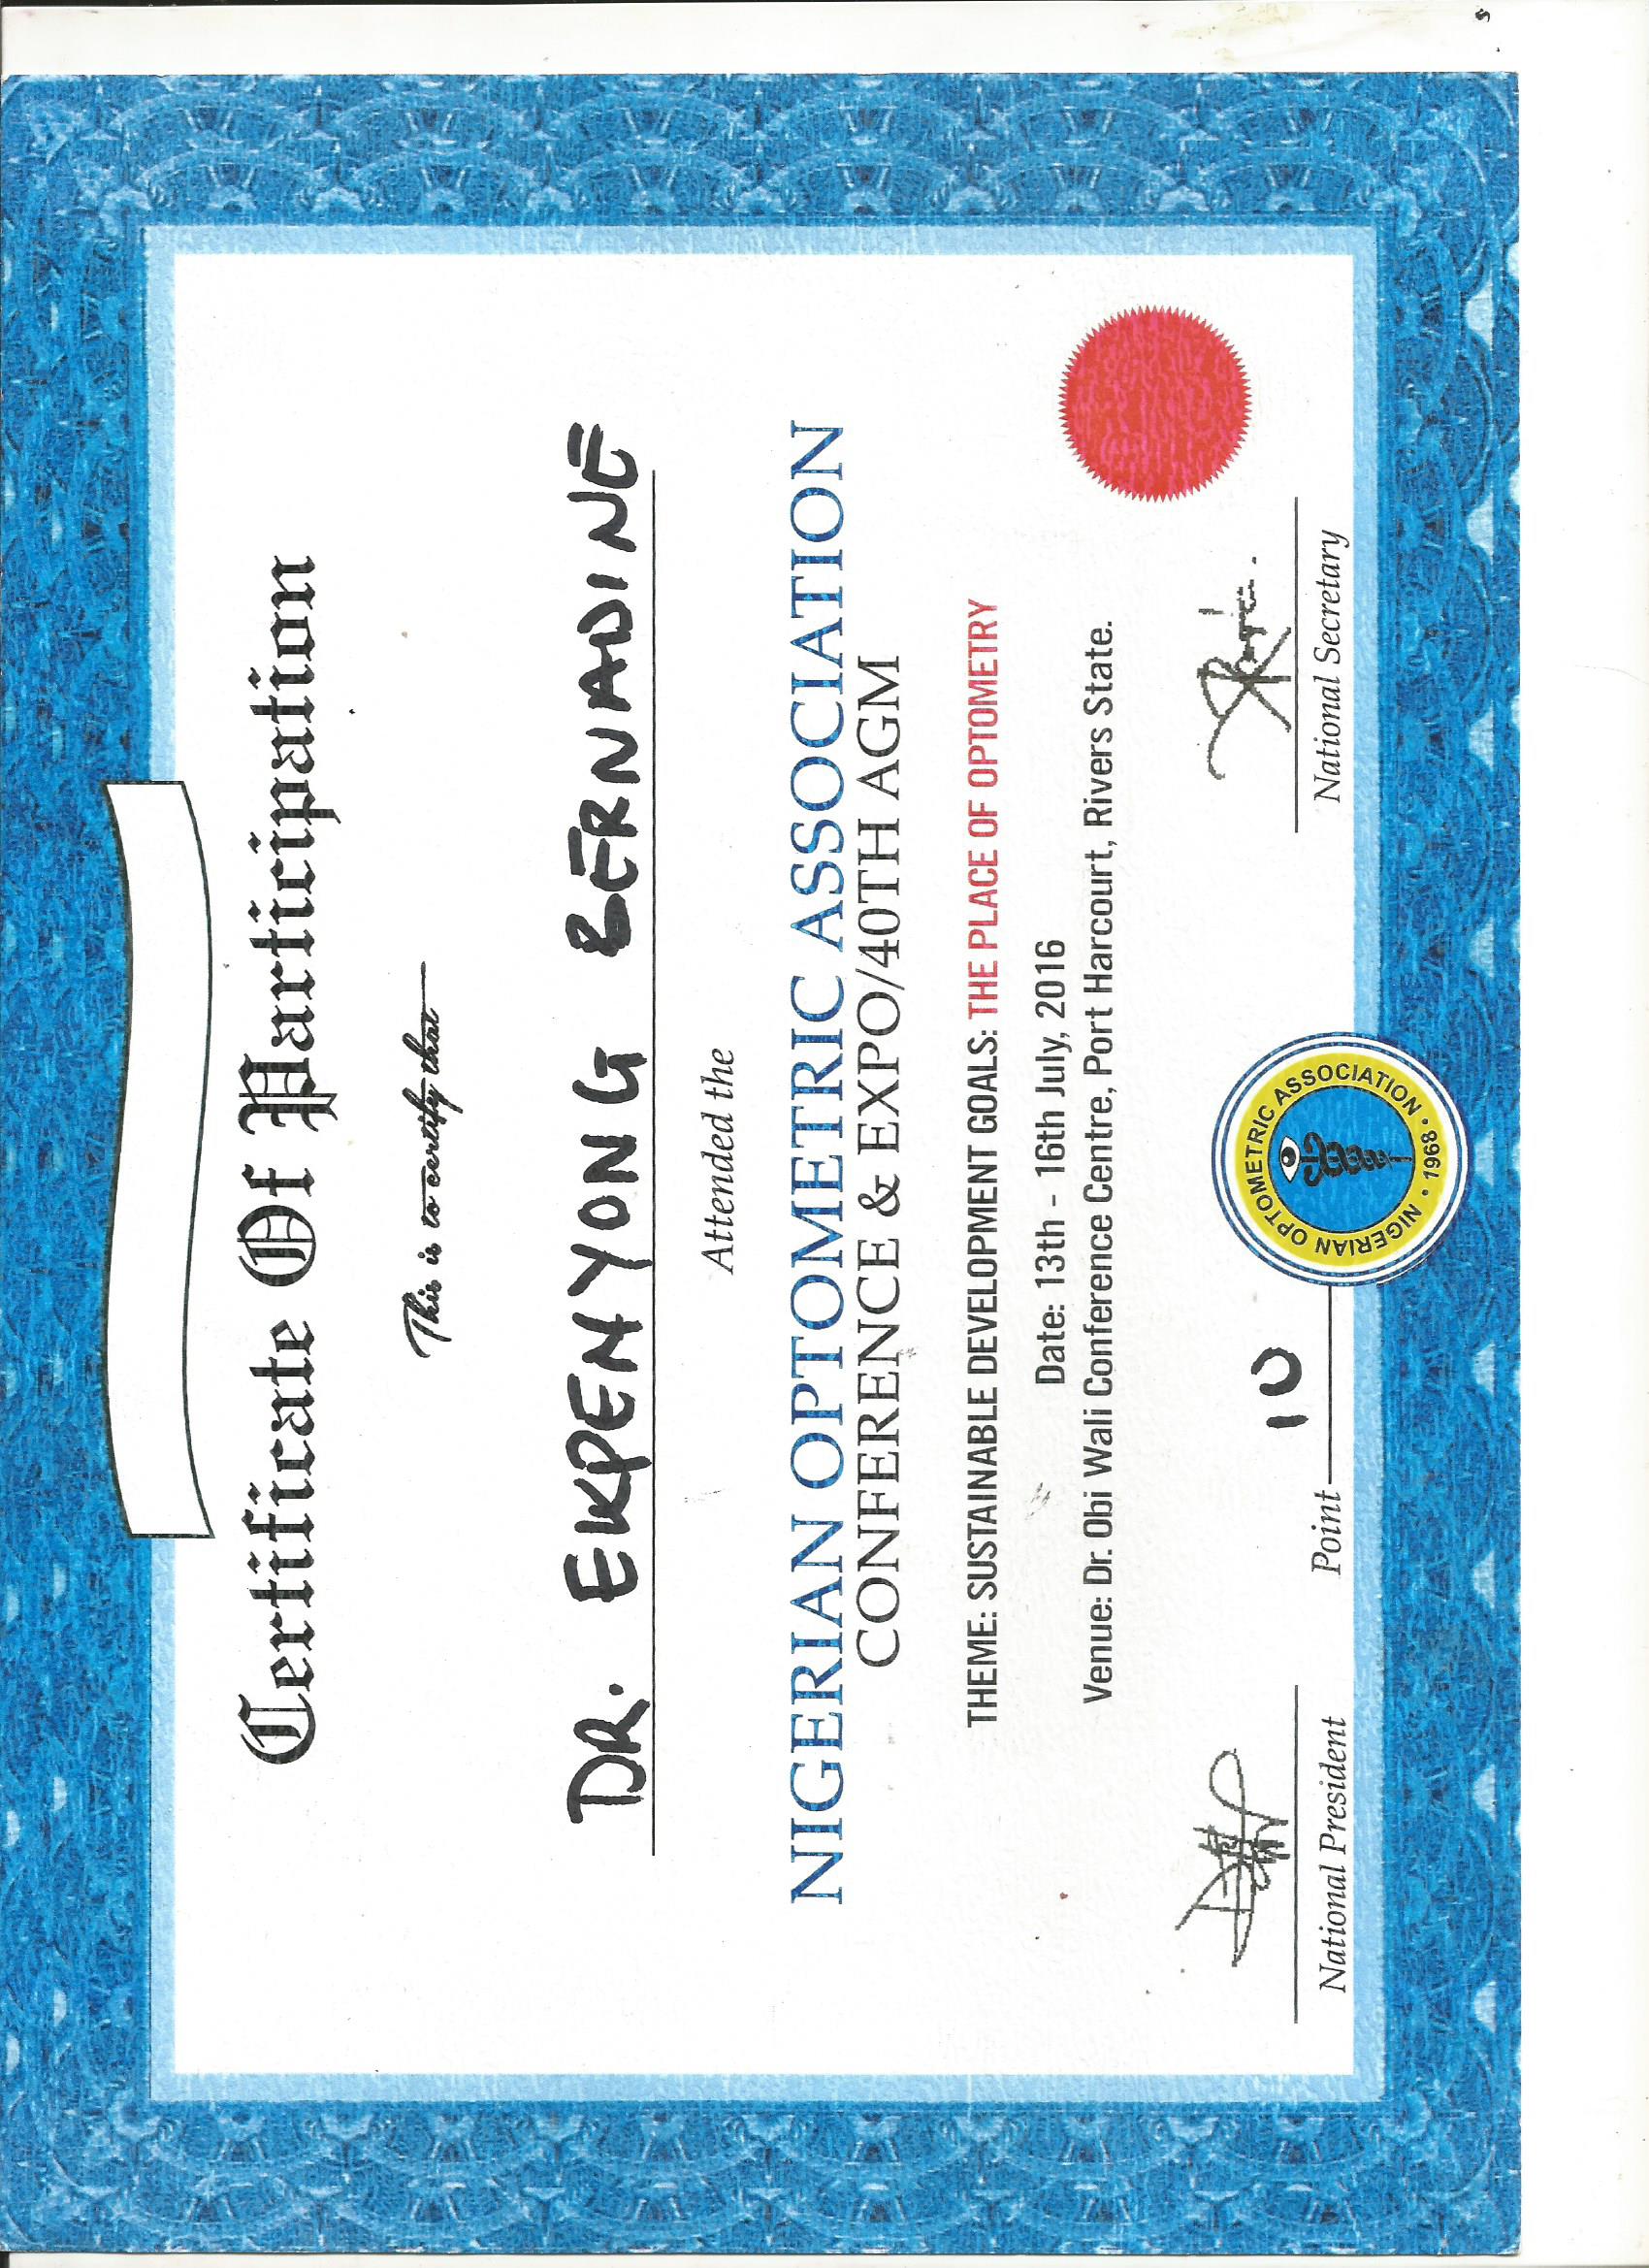 Certificate Of Participation
This is to certify that
DR. EKPENYONG BERNADINE
Attended the
NIGERIAN OPTOMETRIC ASSOCIATION
CONFERENCE & EXPO/40TH AGM
THEME: SUSTAINABLE DEVELOPMENT GOALS: THE PLACE OF OPTOMETRY
Date: 13th - 16th July, 2016
Venue: Dr. Obi Wali Conference Centre, Port Harcourt, Rivers State.
10
National President
Point
NIGERIAN OPTOMETRIC ASSOCIATION • 1968 •
National Secretary